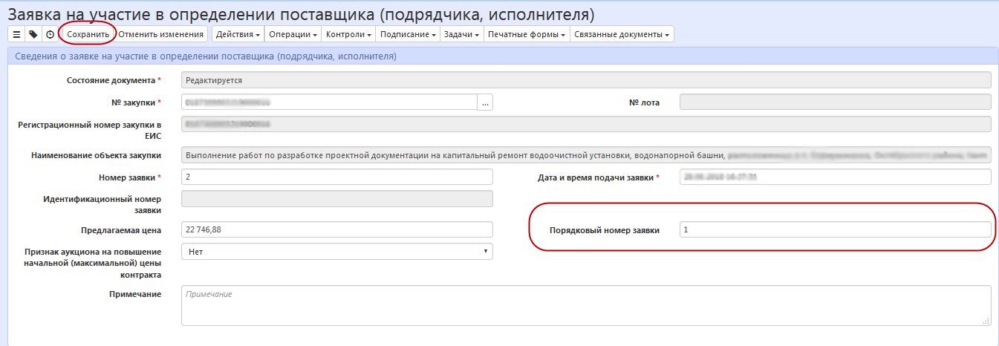 Заявка на участие в определении поставщика (подрядчика, исполнителя)
Сохранить Отменить изменения Действия Операции Контроли Подписание Задачи Печатные формы Связанные документы
Сведения о заявке на участие в определении поставщика (подрядчика, исполнителя)
Состояние документа * Редактируется
№ закупки * ... № лота
Регистрационный номер закупки в
ЕИС
Наименование объекта закупки Выполнение работ по разработке проектной документации на капитальный ремонт водоочистной установки, водонапорной башни,
Номер заявки * 2 Дата и время подачи заявки *
Идентификационный номер
заявки
Предлагаемая цена 22 746,88 Порядковый номер заявки 1
Признак аукциона на повышение
начальной (максимальной) цены
контракта
Нет
Примечание Примечание